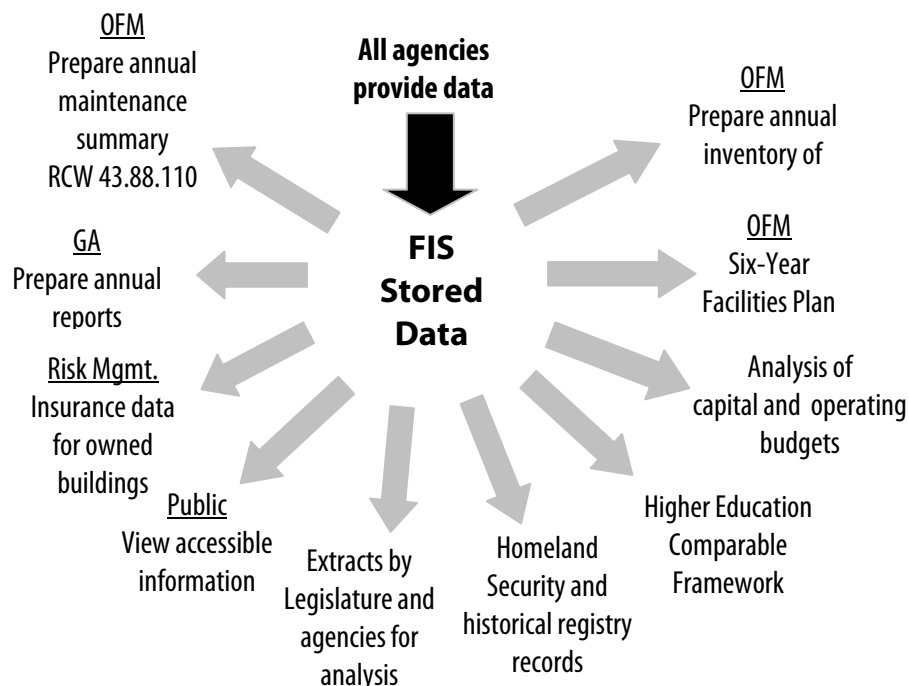 OFM
Prepare annual
maintenance
summary
RCW 43.88.110
All agencies
provide data
OFM
Prepare annual
inventory of
GA
Prepare annual
reports
FIS
Stored
Data
OFM
Six-Year
Facilities Plan
Risk Mgmt.
Insurance data
for owned
buildings
Analysis of
capital and operating
budgets
Public
View accessible
information
Extracts by
Legislature and
agencies for
analysis
Homeland
Security and
historical registry
records
Higher Education
Comparable
Framework